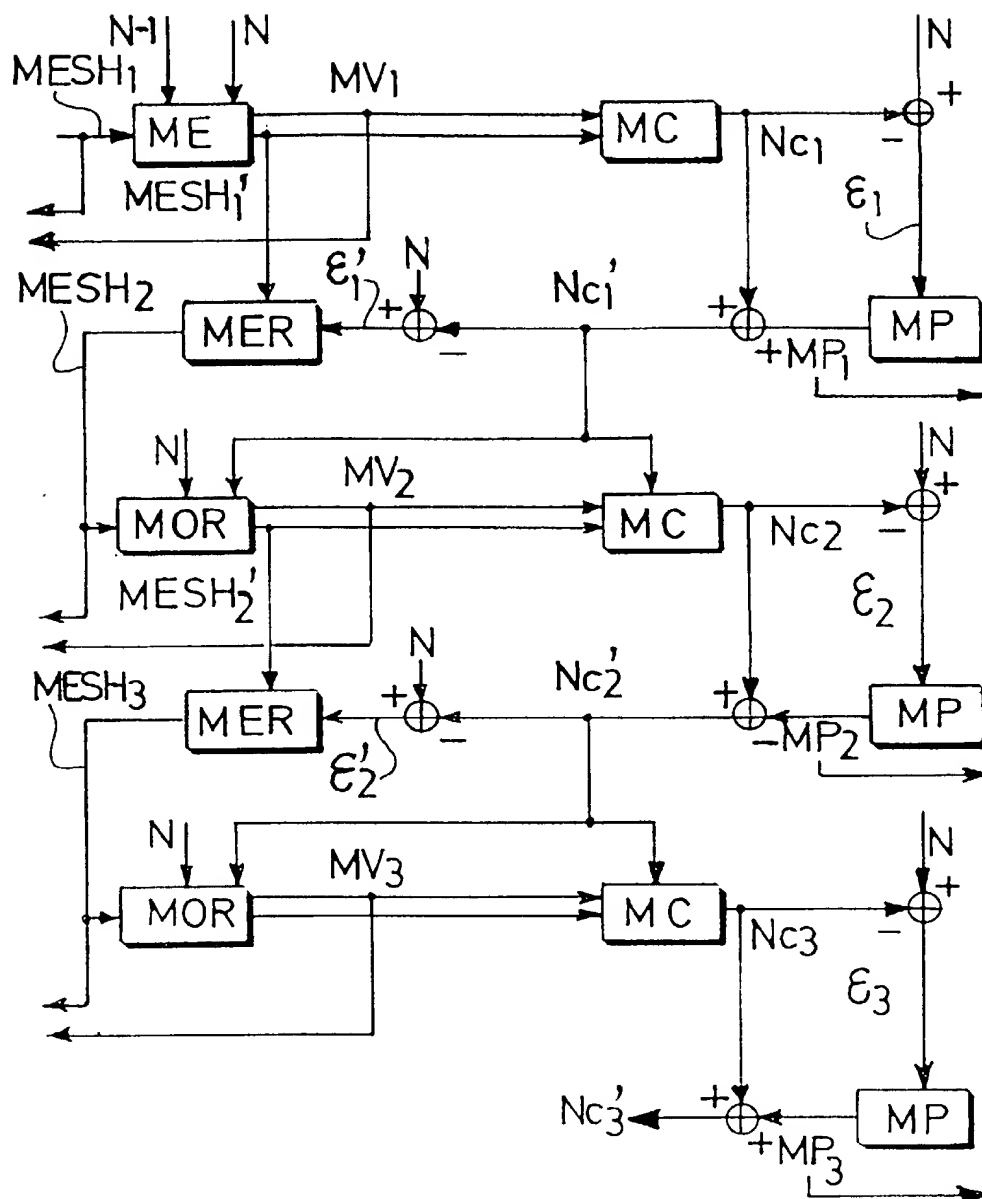 N-1 N N
MESH₁ MV₁ +
ME MC Nc₁ −
MESH₁' ε₁
MESH₂ ε₁' N Nc₁'
MER + − + MP
+ MP₁
N MV₂ N
MOR MC Nc₂ − +
MESH₂' ε₂
MESH₃ N Nc₂'
MER + − + MP
ε₂' − MP₂
N MV₃ N
MOR MC Nc₃ − +
ε₃
Nc₃' + MP
+ MP₃